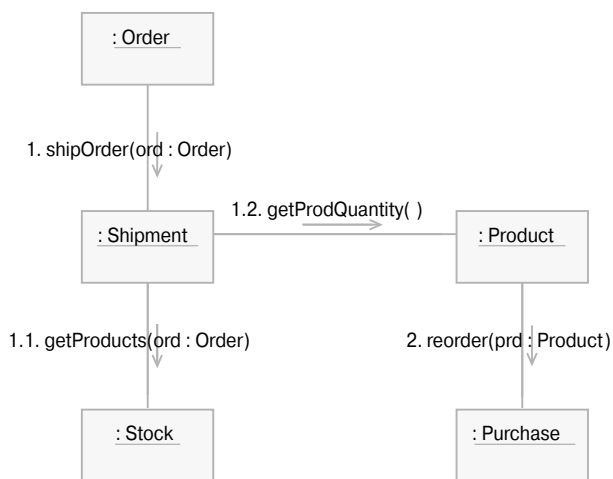 : Order
1. shipOrder(ord : Order)
1.2. getProdQuantity( )
: Shipment
: Product
1.1. getProducts(ord : Order)
2. reorder(prd : Product)
: Stock
: Purchase